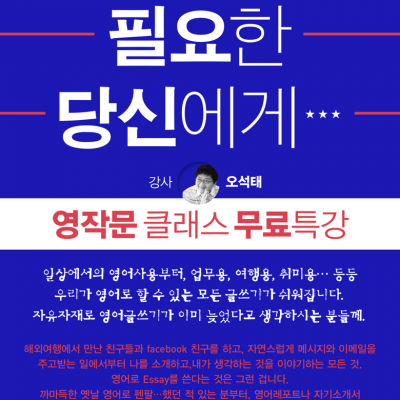 필요한
당신에게 ★★★
강사 오석태
영작문 클래스 무료특강
일상에서의 영어사용부터, 업무용, 여행용, 취미용… 등등
우리가 영어로 할 수 있는 모든 글쓰기가 쉬워집니다.
자유자재로 영어글쓰기가 이미 늦었다고 생각하시는 분들께.
해외여행에서 만난 친구들과 facebook 친구를 하고, 자연스럽게 메시지와 이메일을
주고받는 일에서부터 나를 소개하고,내가 생각하는 것을 이야기하는 모든 것.
영어로 Essay를 쓴다는 것은 그런 겁니다.
까마득한 옛날 영어로 펜팔…했던 적 있는 분부터, 영어레포트나 자기소개서